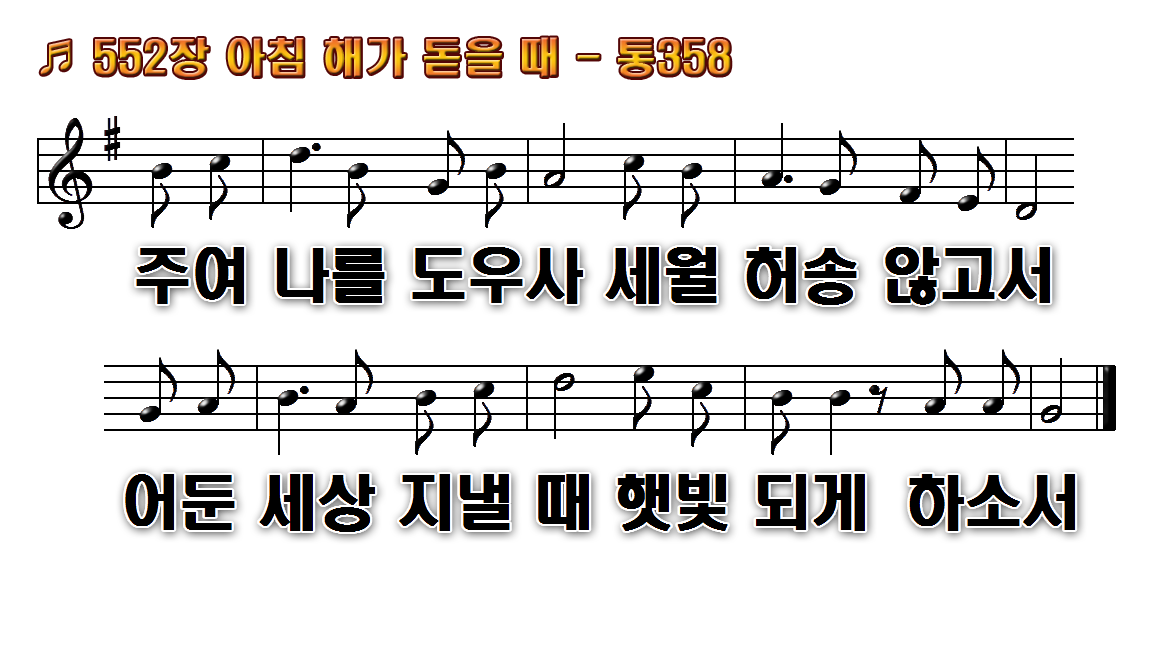 ♬ 552장 아침 해가 돋을 때 - 통358
주여 나를 도우사 세월 허송 않고서
어둔 세상 지낼 때 햇빛 되게 하소서